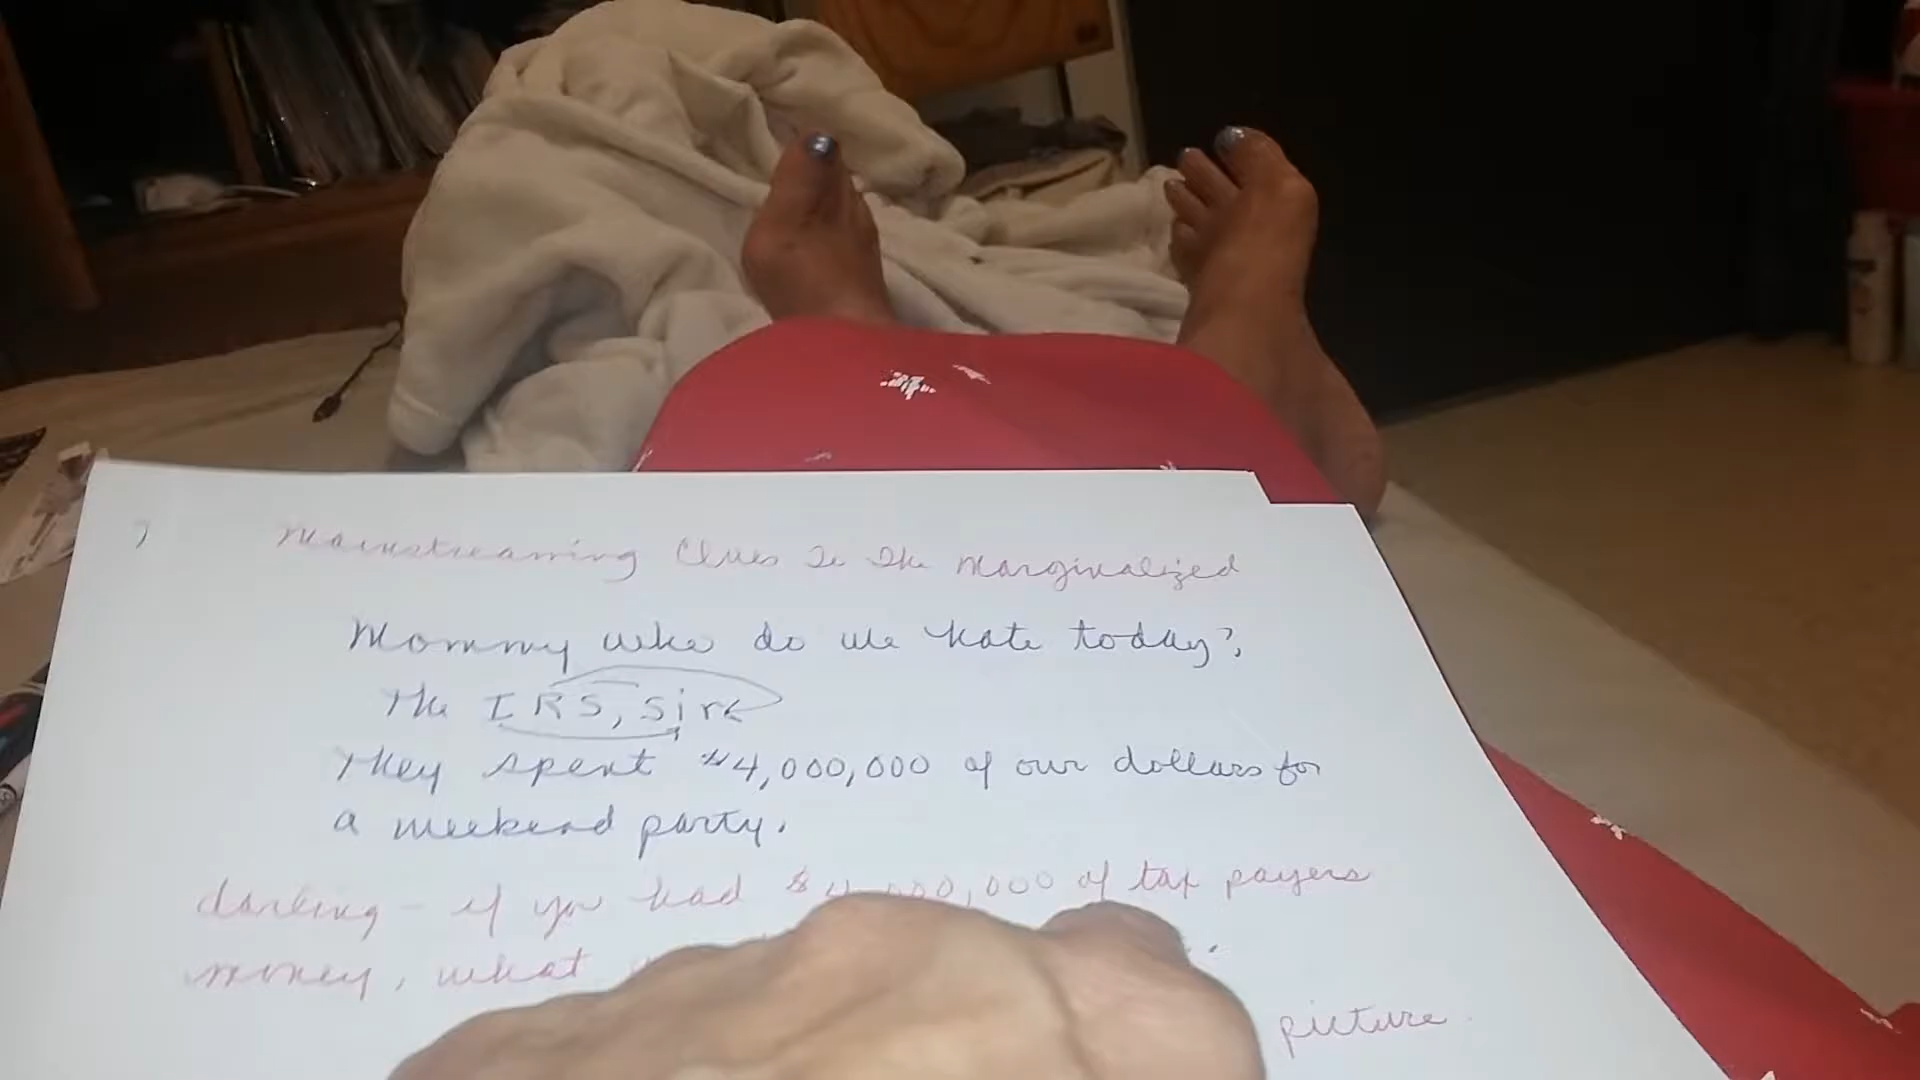 Mainstreaming Clues To The Marginalized
Mommy who do we hate today?
The IRS, Sir
They spent $4,000,000 of our dollars for
a weekend party.
darling - if you had $4,000,000 of tax payers
money, what
picture